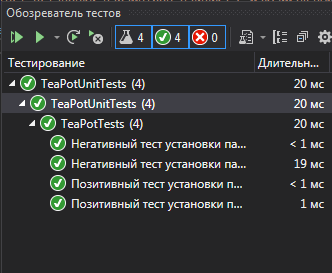 Обозреватель тестов
4 4 0
Тестирование Длительн...
TeaPotUnitTests (4) 20 мс
TeaPotUnitTests (4) 20 мс
TeaPotTests (4) 20 мс
Негативный тест установки па... < 1 мс
Негативный тест установки па... 19 мс
Позитивный тест установки п... < 1 мс
Позитивный тест установки п... 1 мс